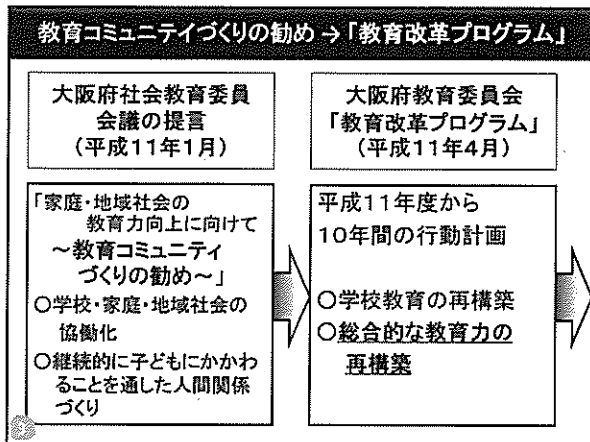 教育コミュニティづくりの勧め→「教育改革プログラム」
大阪府社会教育委員
会議の提言
（平成11年1月）
「家庭・地域社会の
教育力向上に向けて
～教育コミュニティ
づくりの勧め～」
○学校・家庭・地域社会の
協働化
○継続的に子どもにかかわ
ることを通した人間関係
づくり
大阪府教育委員会
「教育改革プログラム」
（平成11年4月）
平成11年度から
10年間の行動計画
○学校教育の再構築
○総合的な教育力の
再構築